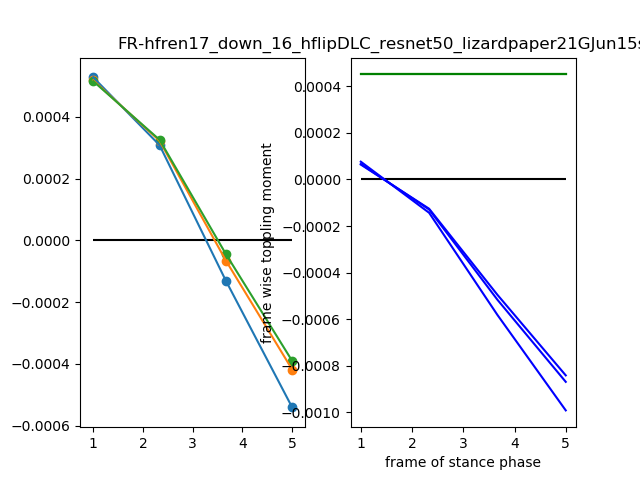 FR-hfren17_down_16_hflipDLC_resnet50_lizardpaper21GJun15s
0.0004
0.0002
0.0000
−0.0002
−0.0004
−0.0006
1 2 3 4 5
frame wise toppling moment
0.0004
0.0002
0.0000
−0.0002
−0.0004
−0.0006
−0.0008
−0.0010
1 2 3 4 5
frame of stance phase